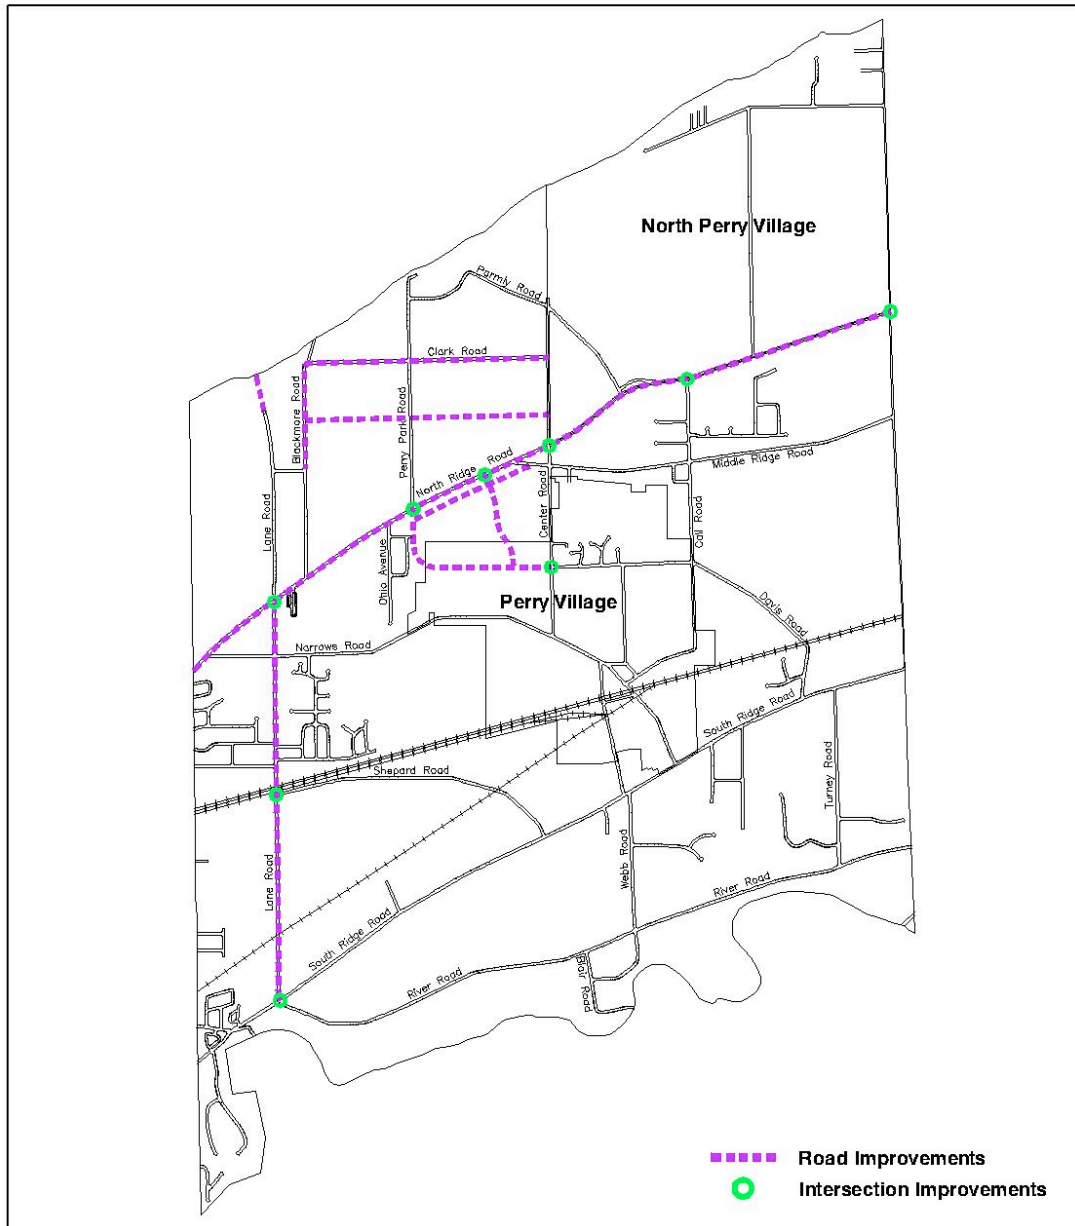 North Perry Village
Parmly Road
Clark Road
Blackmore Road
Perry Park Road
North Ridge Road
Middle Ridge Road
Lane Road
Center Road
Call Road
Ohio Avenue
Perry Village
Davis Road
Narrows Road
South Ridge Road
Shepard Road
Turney Road
Webb Road
Lane Road
River Road
South Ridge Road
River Road
Blair Road
Road Improvements
Intersection Improvements